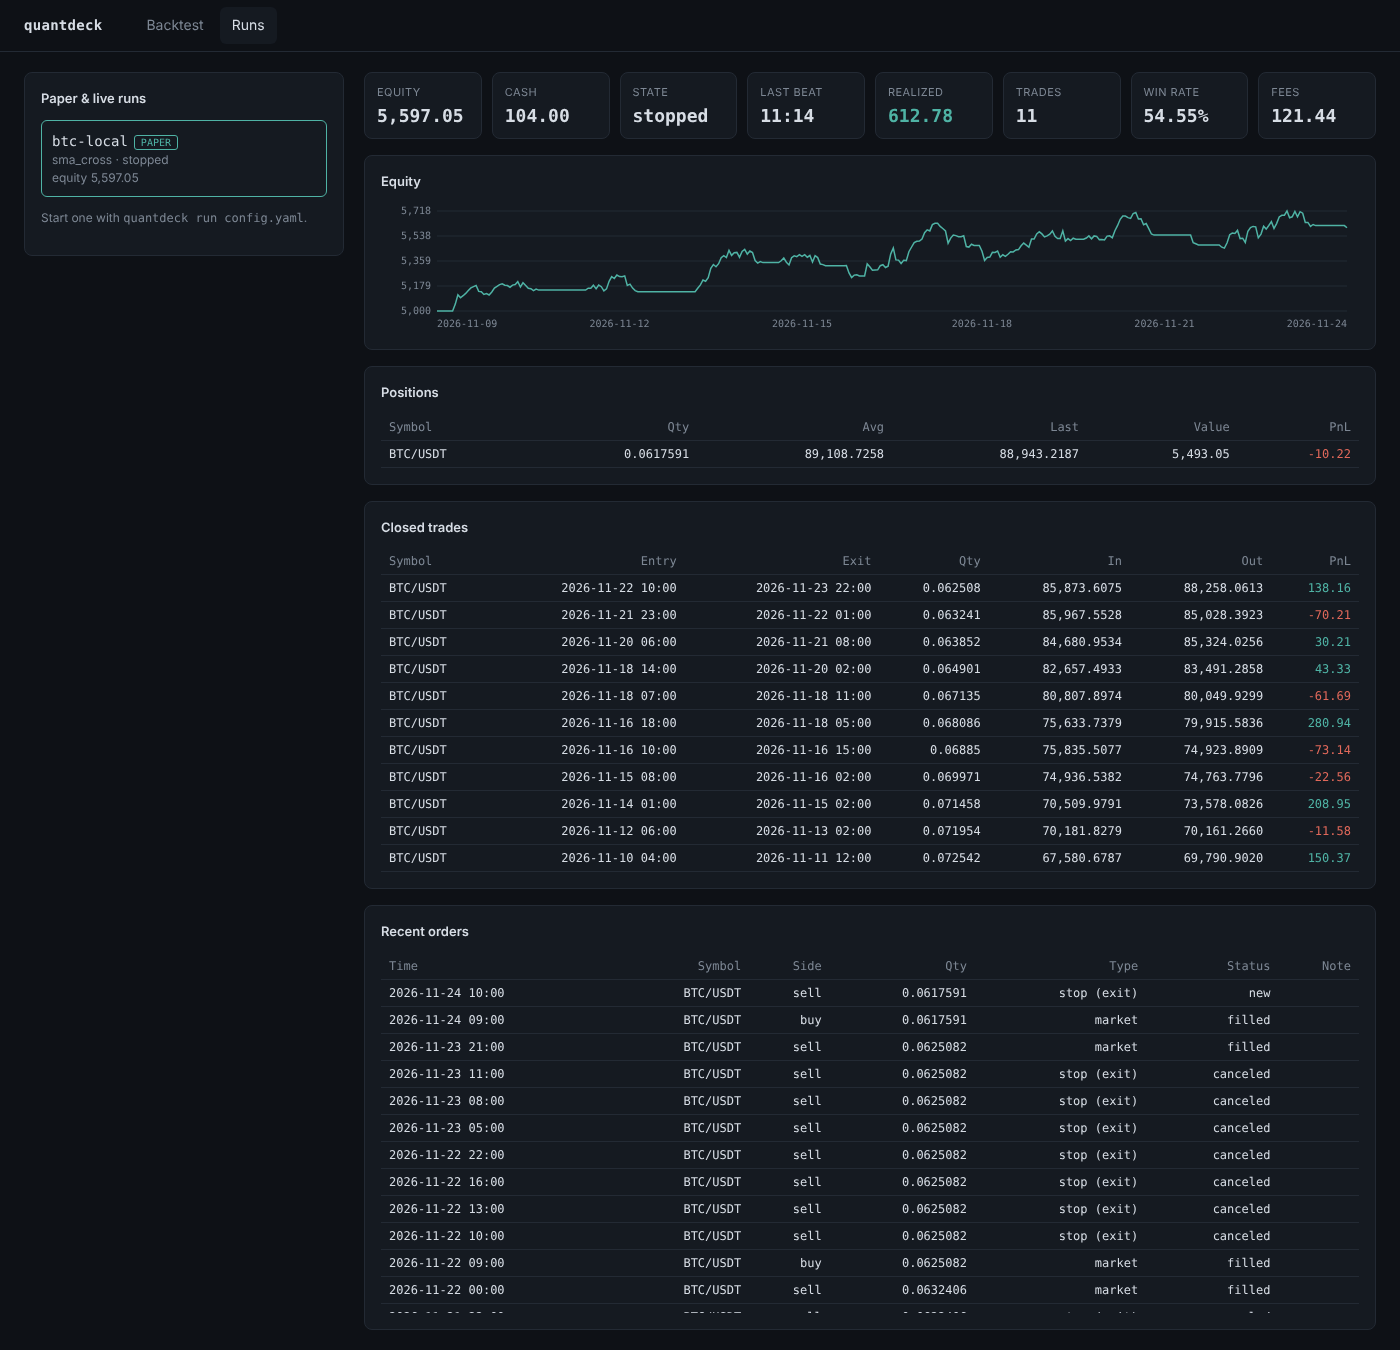 quantdeck Backtest Runs
Paper & live runs
btc-local PAPER
sma_cross · stopped
equity 5,597.05
Start one with quantdeck run config.yaml.
EQUITY CASH STATE LAST BEAT REALIZED TRADES WIN RATE FEES
5,597.05 104.00 stopped 11:14 612.78 11 54.55% 121.44
Equity
5,718
5,538
5,359
5,179
5,000
2026-11-09 2026-11-12 2026-11-15 2026-11-18 2026-11-21 2026-11-24
Positions
Symbol Qty Avg Last Value PnL
BTC/USDT 0.0617591 89,108.7258 88,943.2187 5,493.05 -10.22
Closed trades
Symbol Entry Exit Qty In Out PnL
BTC/USDT 2026-11-22 10:00 2026-11-23 22:00 0.062508 85,873.6075 88,258.0613 138.16
BTC/USDT 2026-11-21 23:00 2026-11-22 01:00 0.063241 85,967.5528 85,028.3923 -70.21
BTC/USDT 2026-11-20 06:00 2026-11-21 08:00 0.063852 84,680.9534 85,324.0256 30.21
BTC/USDT 2026-11-18 14:00 2026-11-20 02:00 0.064901 82,657.4933 83,491.2858 43.33
BTC/USDT 2026-11-18 07:00 2026-11-18 11:00 0.067135 80,807.8974 80,049.9299 -61.69
BTC/USDT 2026-11-16 18:00 2026-11-18 05:00 0.068086 75,633.7379 79,915.5836 280.94
BTC/USDT 2026-11-16 10:00 2026-11-16 15:00 0.06885 75,835.5077 74,923.8909 -73.14
BTC/USDT 2026-11-15 08:00 2026-11-16 02:00 0.069971 74,936.5382 74,763.7796 -22.56
BTC/USDT 2026-11-14 01:00 2026-11-15 02:00 0.071458 70,509.9791 73,578.0826 208.95
BTC/USDT 2026-11-12 06:00 2026-11-13 02:00 0.071954 70,181.8279 70,161.2660 -11.58
BTC/USDT 2026-11-10 04:00 2026-11-11 12:00 0.072542 67,580.6787 69,790.9020 150.37
Recent orders
Time Symbol Side Qty Type Status Note
2026-11-24 10:00 BTC/USDT sell 0.0617591 stop (exit) new
2026-11-24 09:00 BTC/USDT buy 0.0617591 market filled
2026-11-23 21:00 BTC/USDT sell 0.0625082 market filled
2026-11-23 11:00 BTC/USDT sell 0.0625082 stop (exit) canceled
2026-11-23 08:00 BTC/USDT sell 0.0625082 stop (exit) canceled
2026-11-23 05:00 BTC/USDT sell 0.0625082 stop (exit) canceled
2026-11-22 22:00 BTC/USDT sell 0.0625082 stop (exit) canceled
2026-11-22 16:00 BTC/USDT sell 0.0625082 stop (exit) canceled
2026-11-22 13:00 BTC/USDT sell 0.0625082 stop (exit) canceled
2026-11-22 10:00 BTC/USDT sell 0.0625082 stop (exit) canceled
2026-11-22 09:00 BTC/USDT buy 0.0625082 market filled
2026-11-22 00:00 BTC/USDT sell 0.0632406 market filled